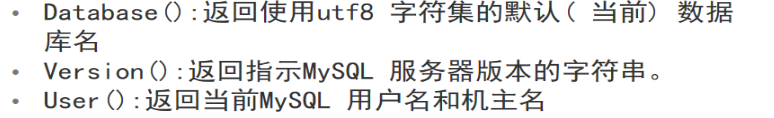 • Database():返回使用utf8 字符集的默认( 当前) 数据
库名
• Version():返回指示MySQL 服务器版本的字符串。
• User():返回当前MySQL 用户名和机主名